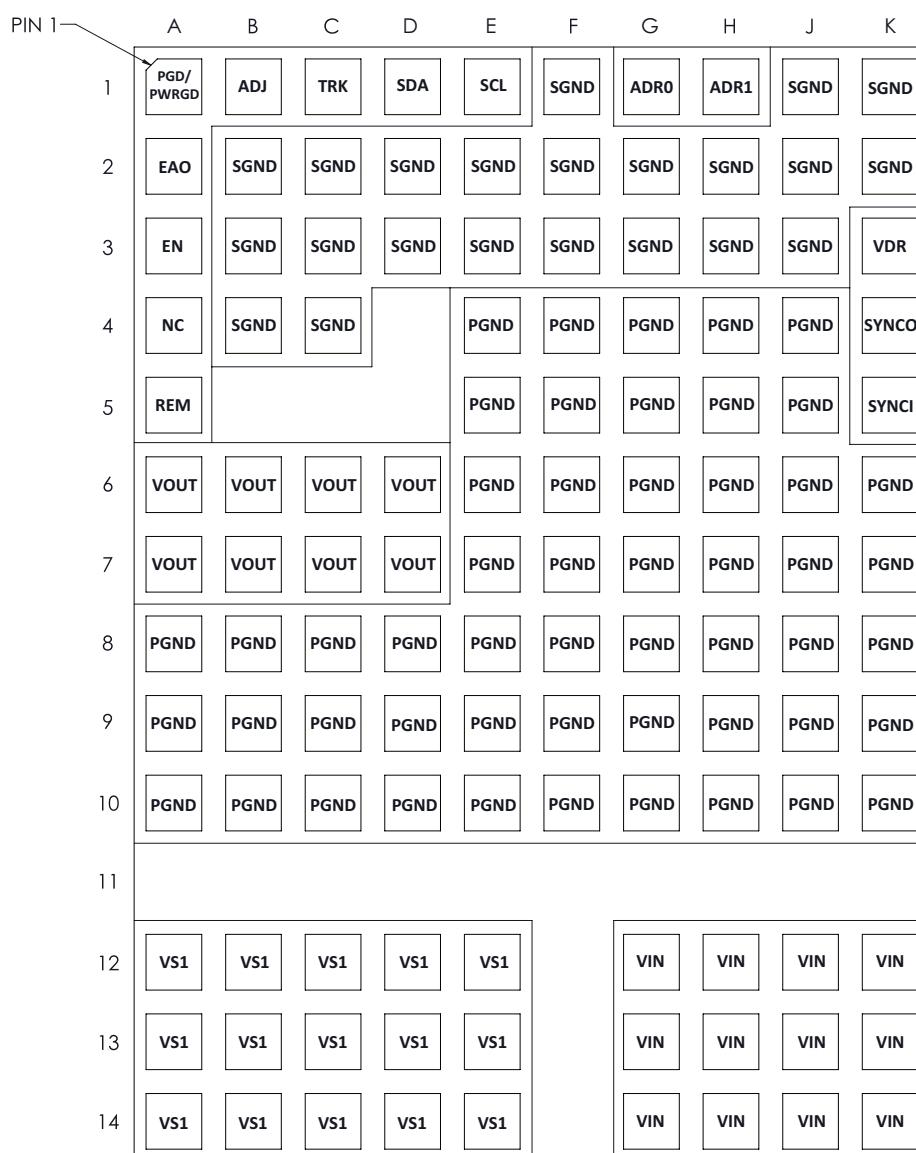 PIN 1
A B C D E F G H J K
1 PGD/ PWRGD ADJ TRK SDA SCL SGND ADR0 ADR1 SGND SGND
2 EAO SGND SGND SGND SGND SGND SGND SGND SGND SGND
3 EN SGND SGND SGND SGND SGND SGND SGND SGND VDR
4 NC SGND SGND PGND PGND PGND PGND PGND SYNCO
5 REM PGND PGND PGND PGND PGND SYNCI
6 VOUT VOUT VOUT VOUT PGND PGND PGND PGND PGND PGND
7 VOUT VOUT VOUT VOUT PGND PGND PGND PGND PGND PGND
8 PGND PGND PGND PGND PGND PGND PGND PGND PGND PGND
9 PGND PGND PGND PGND PGND PGND PGND PGND PGND PGND
10 PGND PGND PGND PGND PGND PGND PGND PGND PGND PGND
11
12 VS1 VS1 VS1 VS1 VS1 VIN VIN VIN VIN
13 VS1 VS1 VS1 VS1 VS1 VIN VIN VIN VIN
14 VS1 VS1 VS1 VS1 VS1 VIN VIN VIN VIN